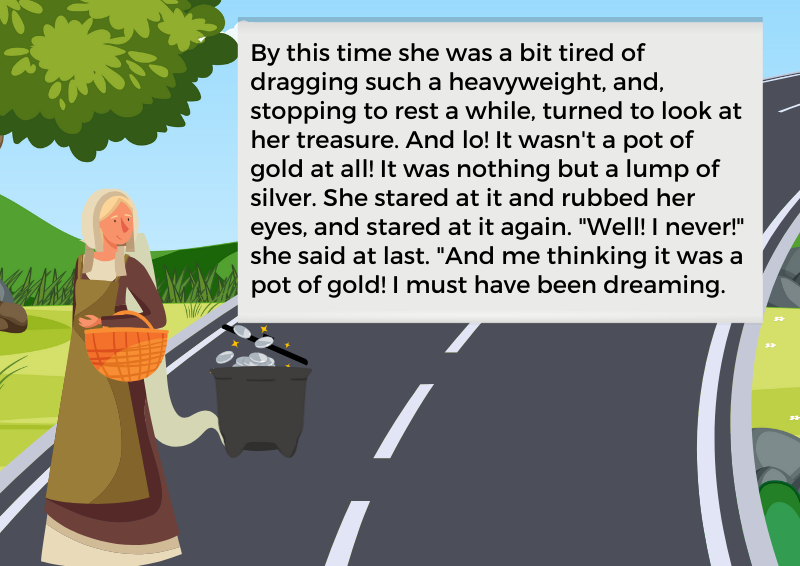 By this time she was a bit tired of
dragging such a heavyweight, and,
stopping to rest a while, turned to look at
her treasure. And lo! It wasn't a pot of
gold at all! It was nothing but a lump of
silver. She stared at it and rubbed her
eyes, and stared at it again. "Well! I never!"
she said at last. "And me thinking it was a
pot of gold! I must have been dreaming.